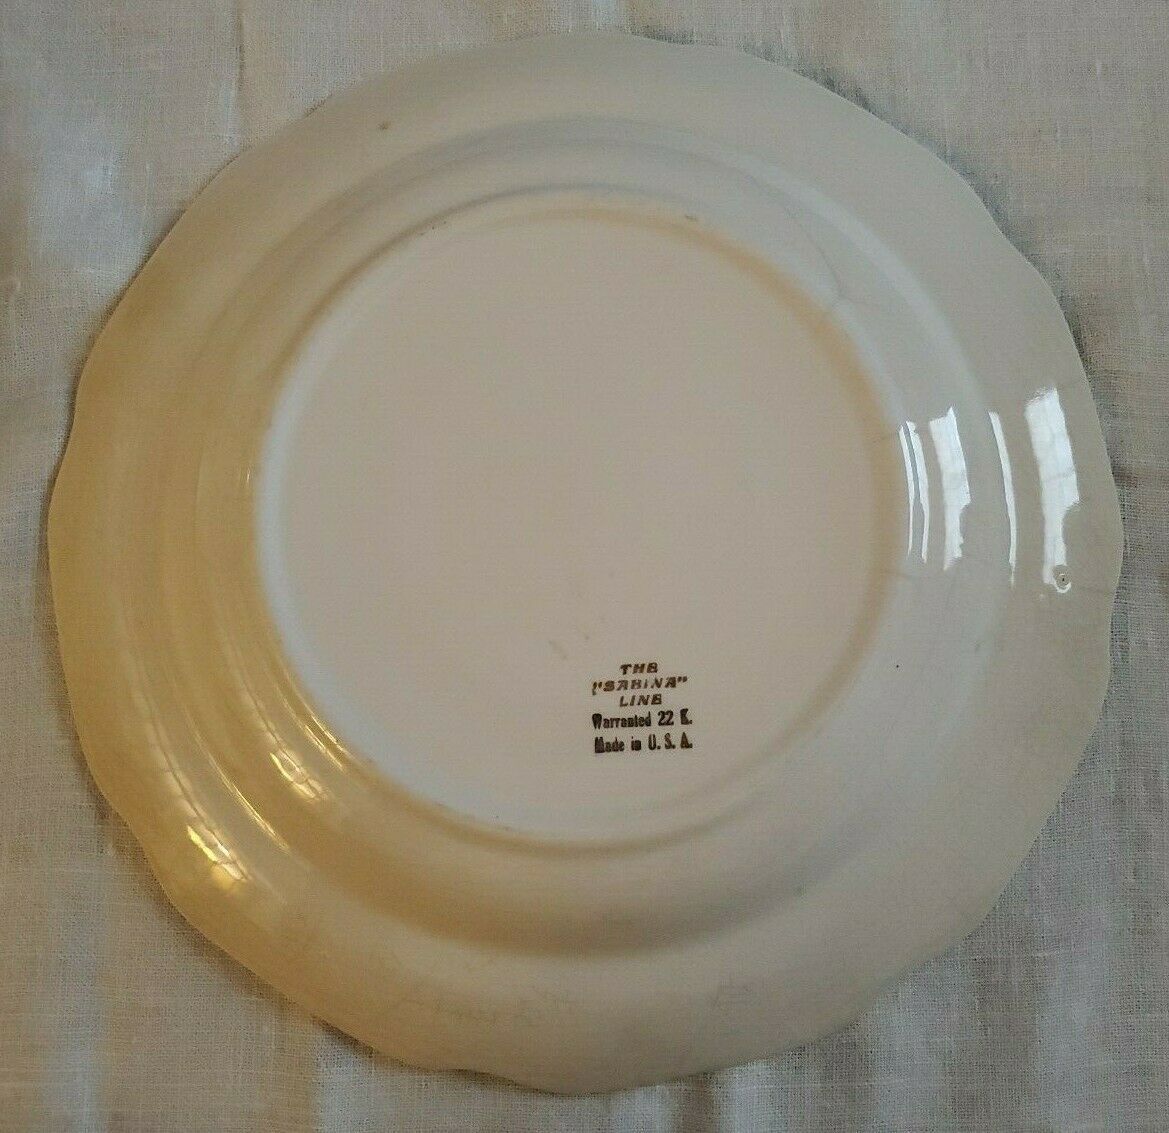 THE
"SABINA"
LINE
Warranted 22 K.
Made in U. S. A.